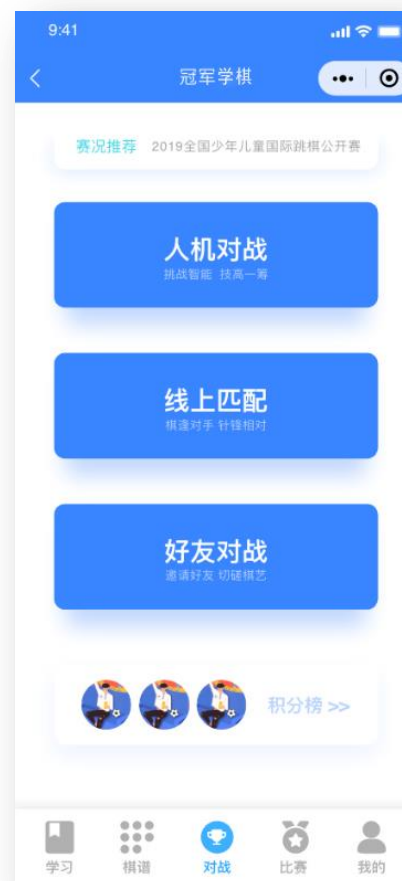 9:41
冠军学棋
赛况推荐 2019全国少年儿童国际跳棋公开赛
人机对战
挑战智能 技高一筹
线上匹配
棋逢对手 针锋相对
好友对战
邀请好友 切磋棋艺
积分榜 >>
学习 棋谱 对战 比赛 我的